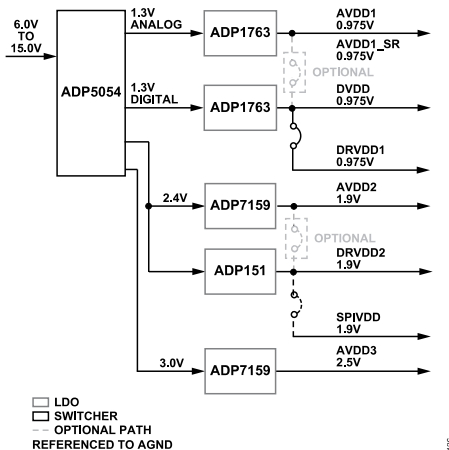 6.0V
TO
15.0V
ADP5054
1.3V
ANALOG
ADP1763
AVDD1
0.975V
AVDD1_SR
0.975V
OPTIONAL
1.3V
DIGITAL
ADP1763
DVDD
0.975V
DRVDD1
0.975V
2.4V
ADP7159
AVDD2
1.9V
OPTIONAL
ADP151
DRVDD2
1.9V
SPIVDD
1.9V
3.0V
ADP7159
AVDD3
2.5V
LDO
SWITCHER
OPTIONAL PATH
REFERENCED TO AGND